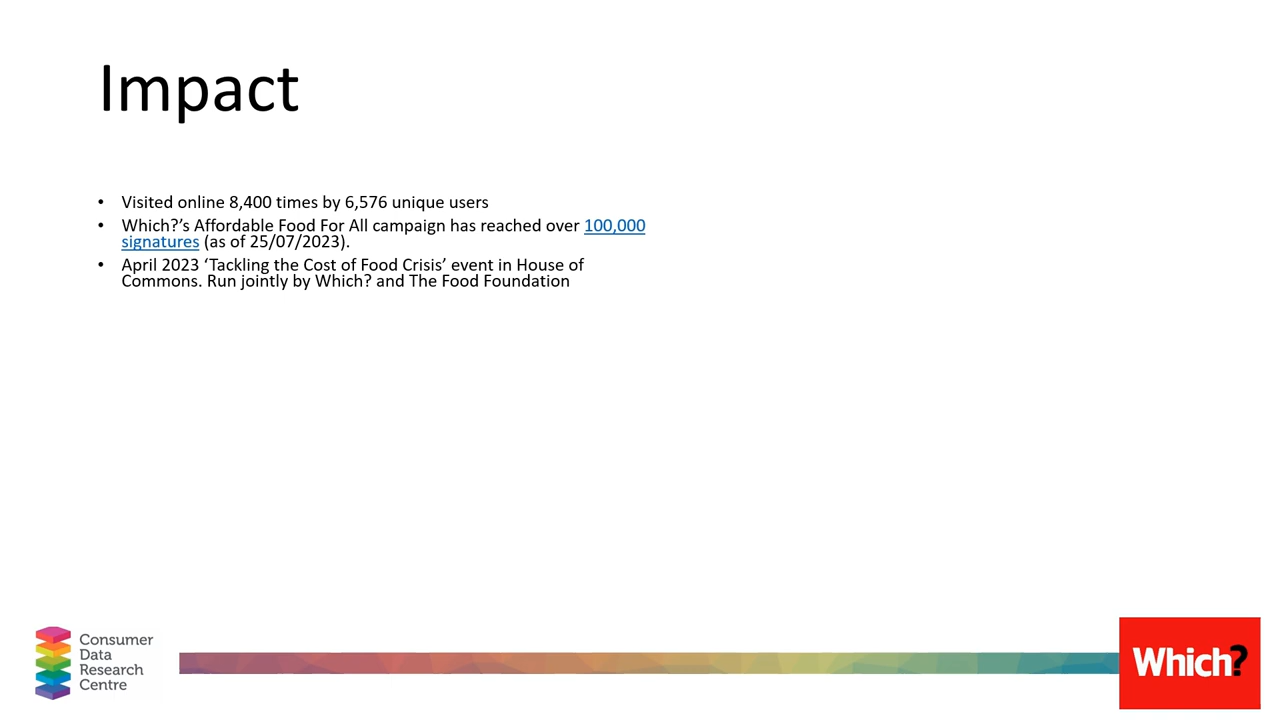 Impact
• Visited online 8,400 times by 6,576 unique users
• Which?’s Affordable Food For All campaign has reached over 100,000
signatures (as of 25/07/2023).
• April 2023 ‘Tackling the Cost of Food Crisis’ event in House of
Commons. Run jointly by Which? and The Food Foundation
Consumer
Data
Research
Centre
Which?